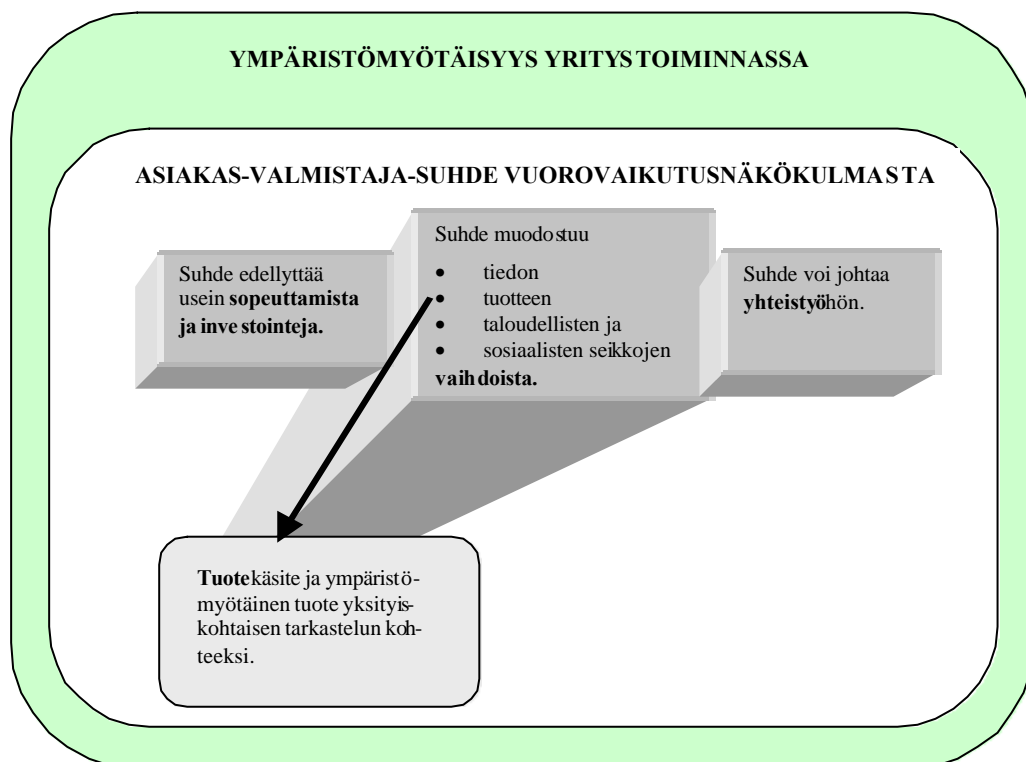 YMPÄRISTÖMYÖTÄISYYS YRITYSTOIMINNASSA
ASIAKAS-VALMISTAJA-SUHDE VUOROVAIKUTUSNÄKÖKULMASTA
Suhde edellyttää
usein sopeuttamista
ja investointeja.
Suhde muodostuu
• tiedon
• tuotteen
• taloudellisten ja
• sosiaalisten seikkojen
vaihdoista.
Suhde voi johtaa
yhteistyöhön.
Tuotekäsite ja ympäristö-
myötäinen tuote yksityis-
kohtaisen tarkastelun koh-
teeksi.